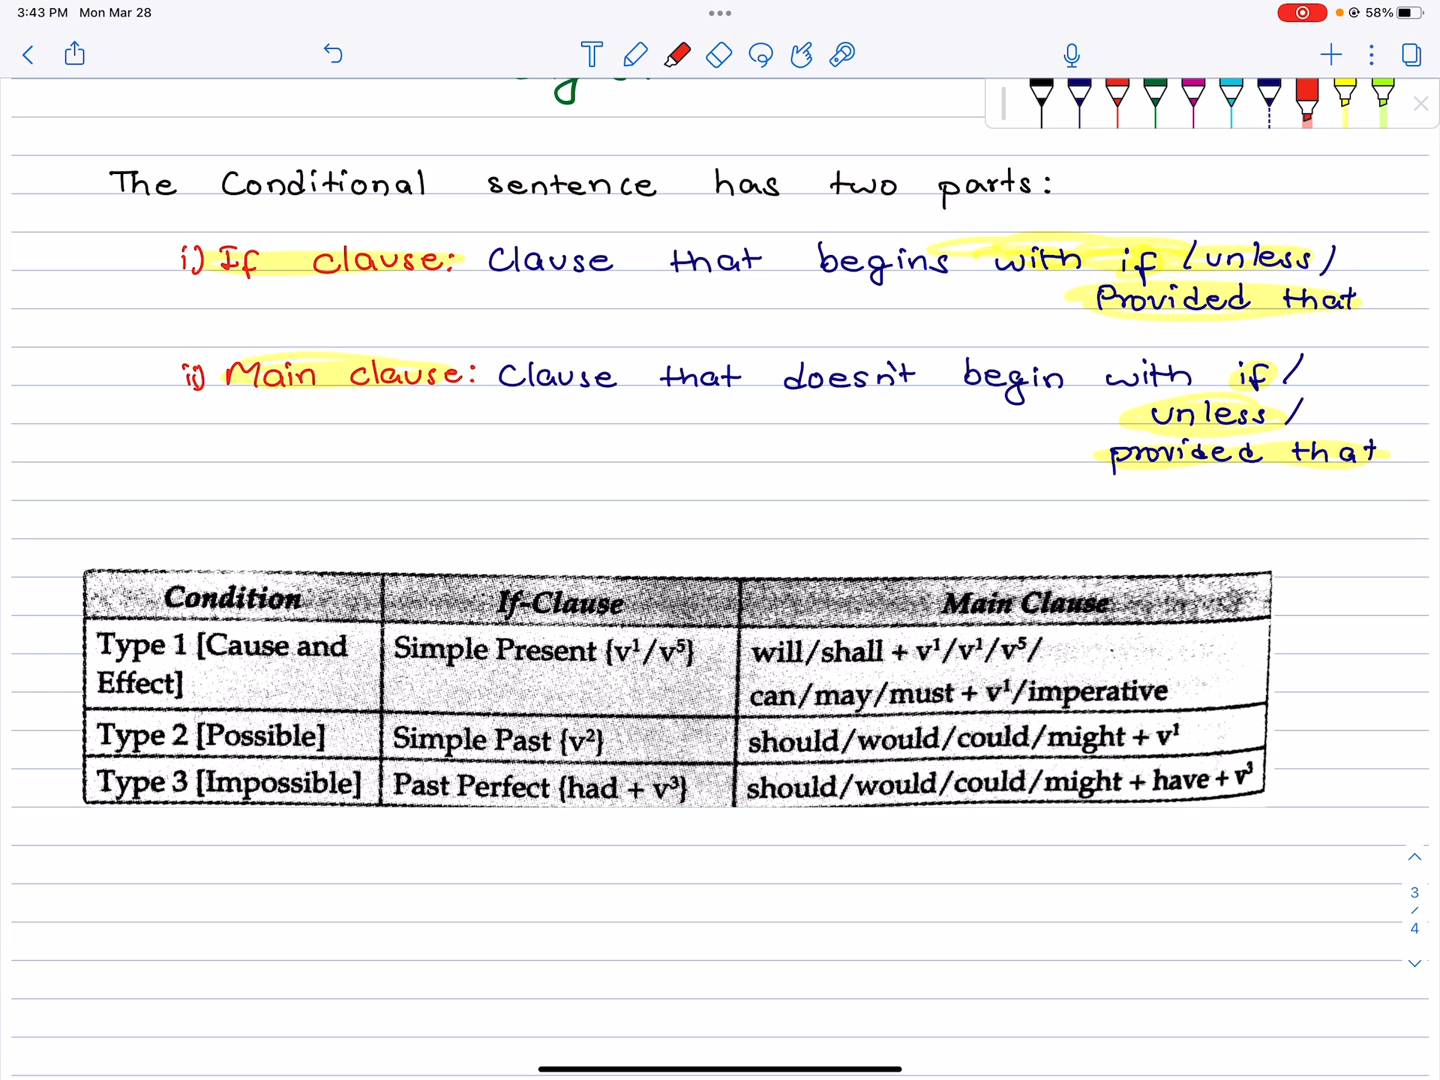 3:43 PM Mon Mar 28
58%
The Conditional sentence has two parts:
i) If clause: Clause that begins with if /unless/
Provided that
ii) Main clause: Clause that doesn't begin with if/
unless/
provided that
Condition If-Clause Main Clause
Type 1 [Cause and Effect] Simple Present {v¹/v⁵} will/shall + v¹/v¹/v⁵/
can/may/must + v¹/imperative
Type 2 [Possible] Simple Past {v²} should/would/could/might + v¹
Type 3 [Impossible] Past Perfect {had + v³} should/would/could/might + have + v³
3
/
4